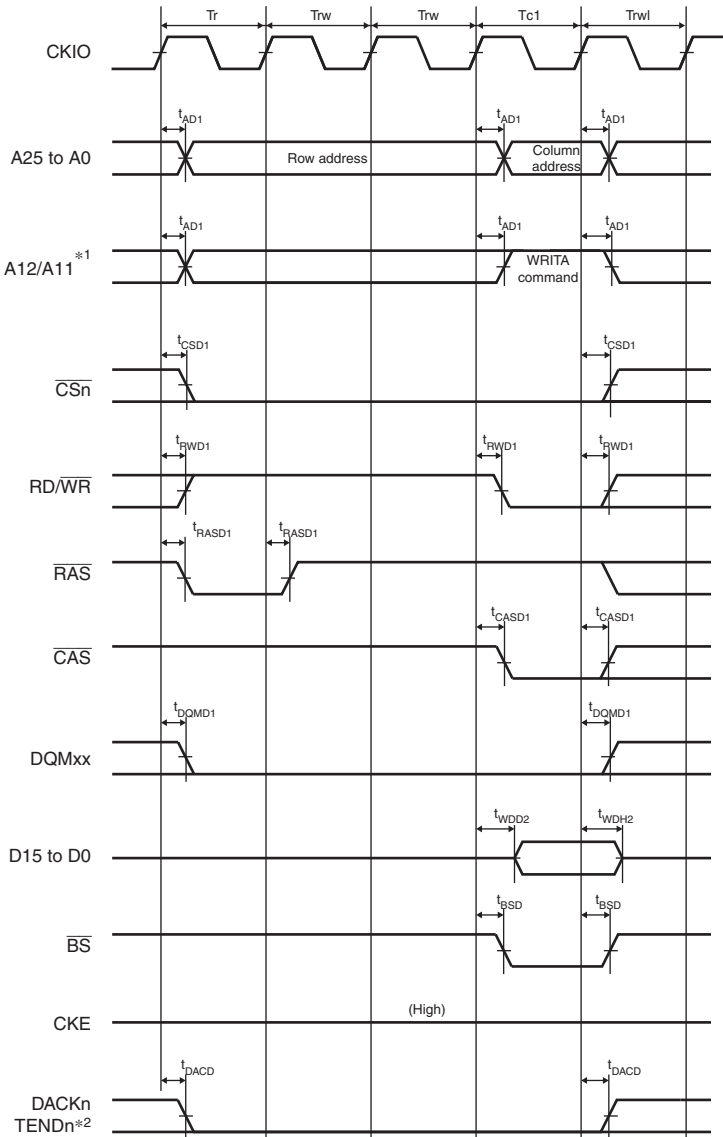 Tr Trw Trw Tc1 Trwl
CKIO
tAD1 tAD1 tAD1
A25 to A0 Row address Column address
tAD1 tAD1 tAD1
A12/A11*1 WRITA command
tCSD1 tCSD1
CSn
tRWD1 tRWD1 tRWD1
RD/WR
tRASD1 tRASD1
RAS
tCASD1 tCASD1
CAS
tDQMD1 tDQMD1
DQMxx
tWDD2 tWDH2
D15 to D0
tBSD tBSD
BS
(High)
CKE
tDACD tDACD
DACKn
TENDn*2